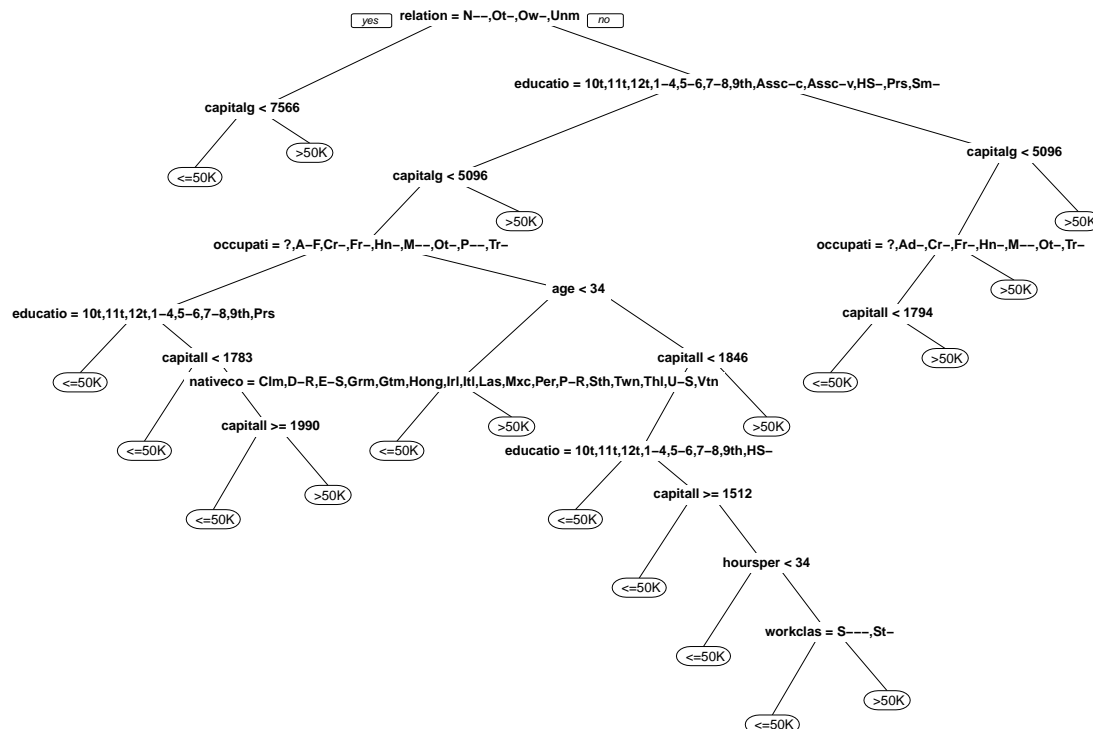 yes relation = N−−,Ot−,Ow−,Unm no
educatio = 10t,11t,12t,1−4,5−6,7−8,9th,Assc−c,Assc−v,HS−,Prs,Sm−
capitalg < 7566
>50K
capitalg < 5096
<=50K
capitalg < 5096
>50K
>50K
occupati = ?,A−F,Cr−,Fr−,Hn−,M−−,Ot−,P−−,Tr−
occupati = ?,Ad−,Cr−,Fr−,Hn−,M−−,Ot−,Tr−
age < 34
>50K
educatio = 10t,11t,12t,1−4,5−6,7−8,9th,Prs
capitall < 1794
capitall < 1783
capitall < 1846
>50K
<=50K
<=50K
nativeco = Clm,D−R,E−S,Grm,Gtm,Hong,Irl,Itl,Las,Mxc,Per,P−R,Sth,Twn,Thl,U−S,Vtn
capitall >= 1990
>50K
>50K
<=50K
<=50K
educatio = 10t,11t,12t,1−4,5−6,7−8,9th,HS−
>50K
capitall >= 1512
<=50K
<=50K
hoursper < 34
<=50K
workclas = S−−−,St−
<=50K
>50K
<=50K